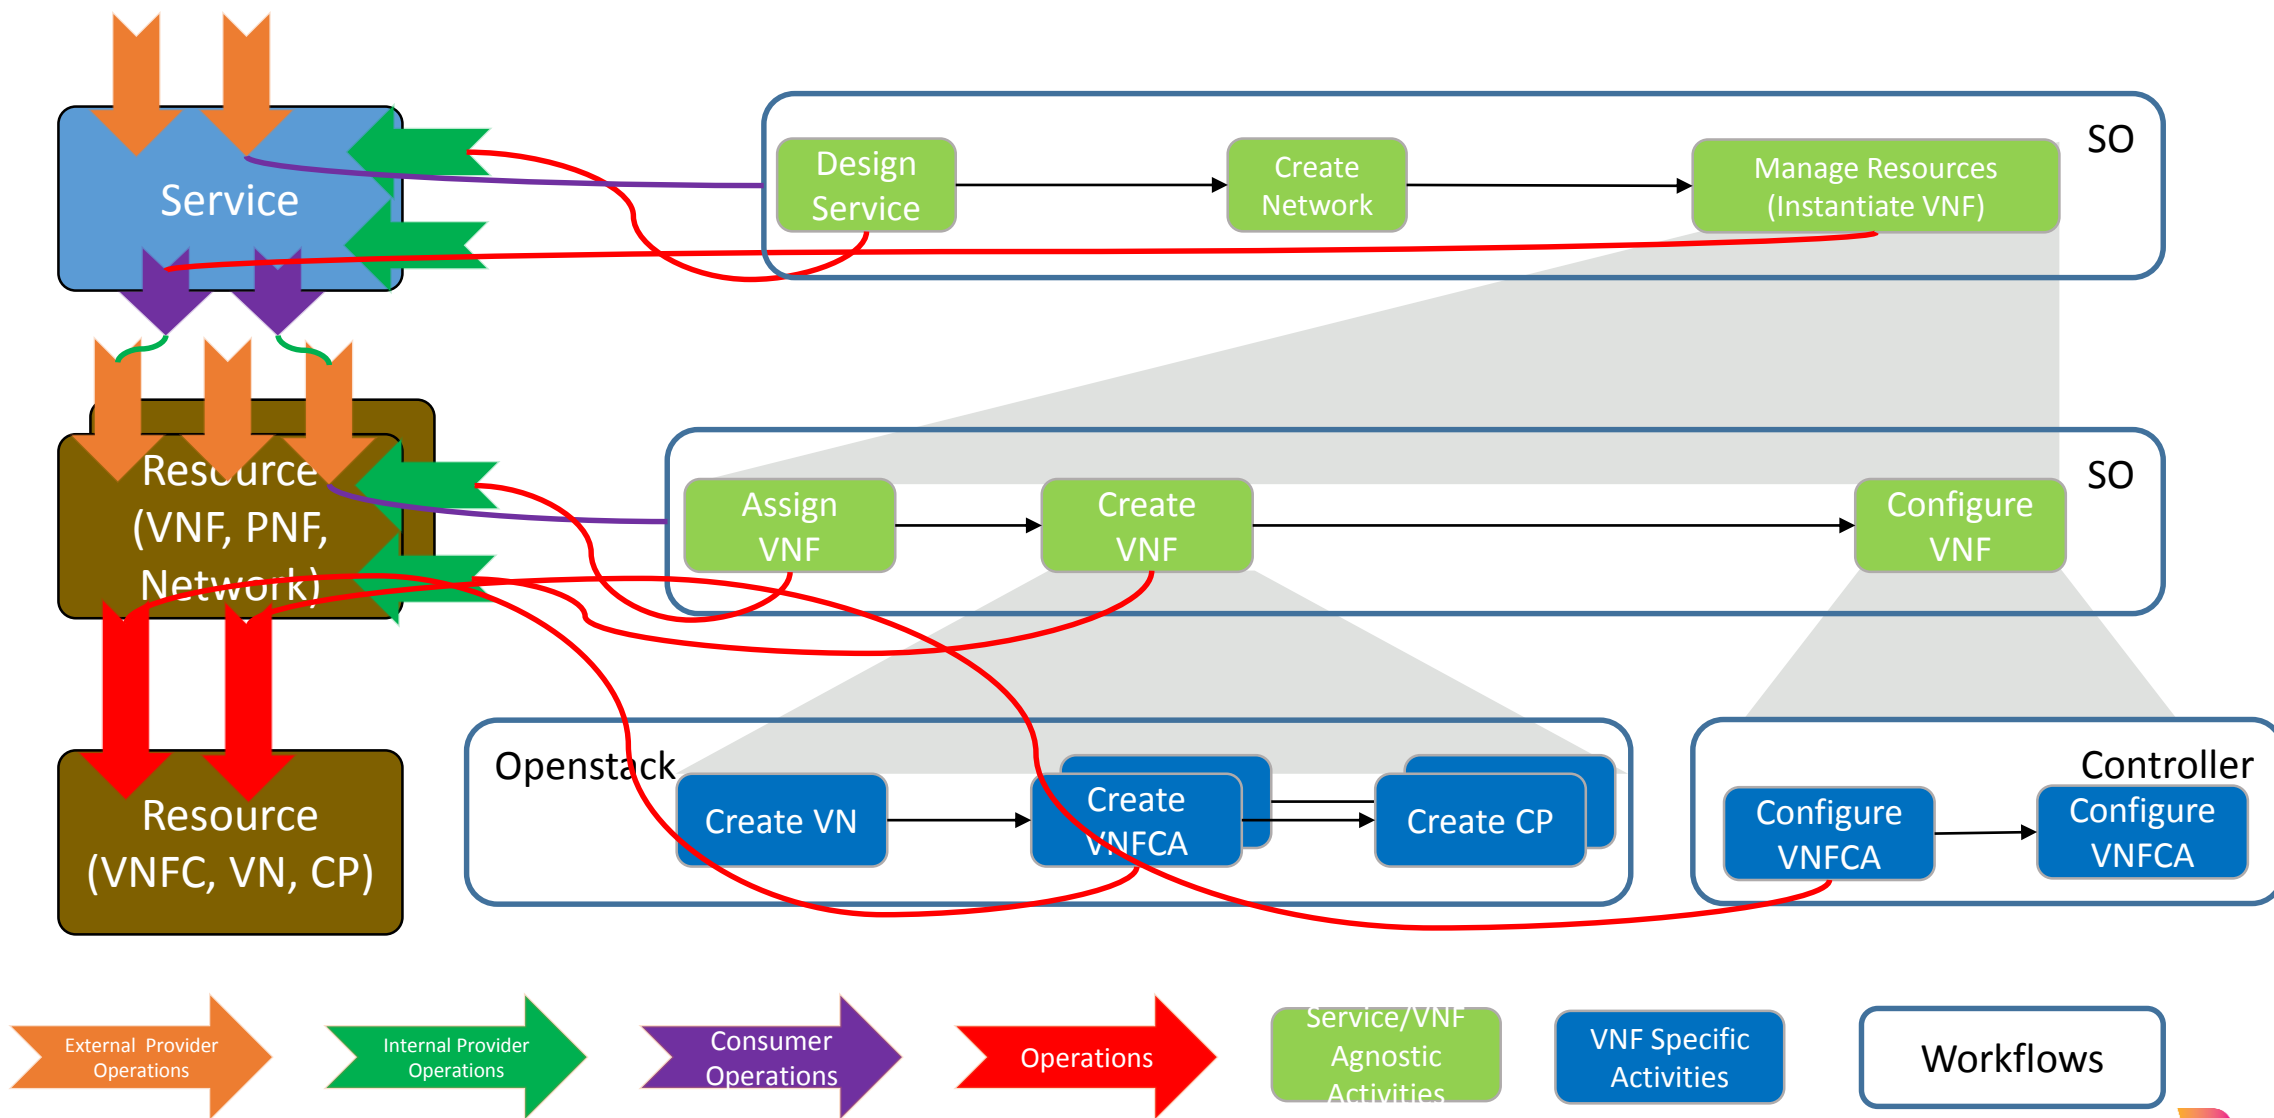 Service
SO
Design
Service
Create
Network
Manage Resources
(Instantiate VNF)
Resource
(VNF, PNF,
Network)
SO
Assign
VNF
Create
VNF
Configure
VNF
Resource
(VNFC, VN, CP)
Openstack
Create VN
Create
VNFCA
Create CP
Controller
Configure
VNFCA
Configure
VNFCA
External Provider
Operations
Internal Provider
Operations
Consumer
Operations
Operations
Service/VNF
Agnostic
Activities
VNF Specific
Activities
Workflows